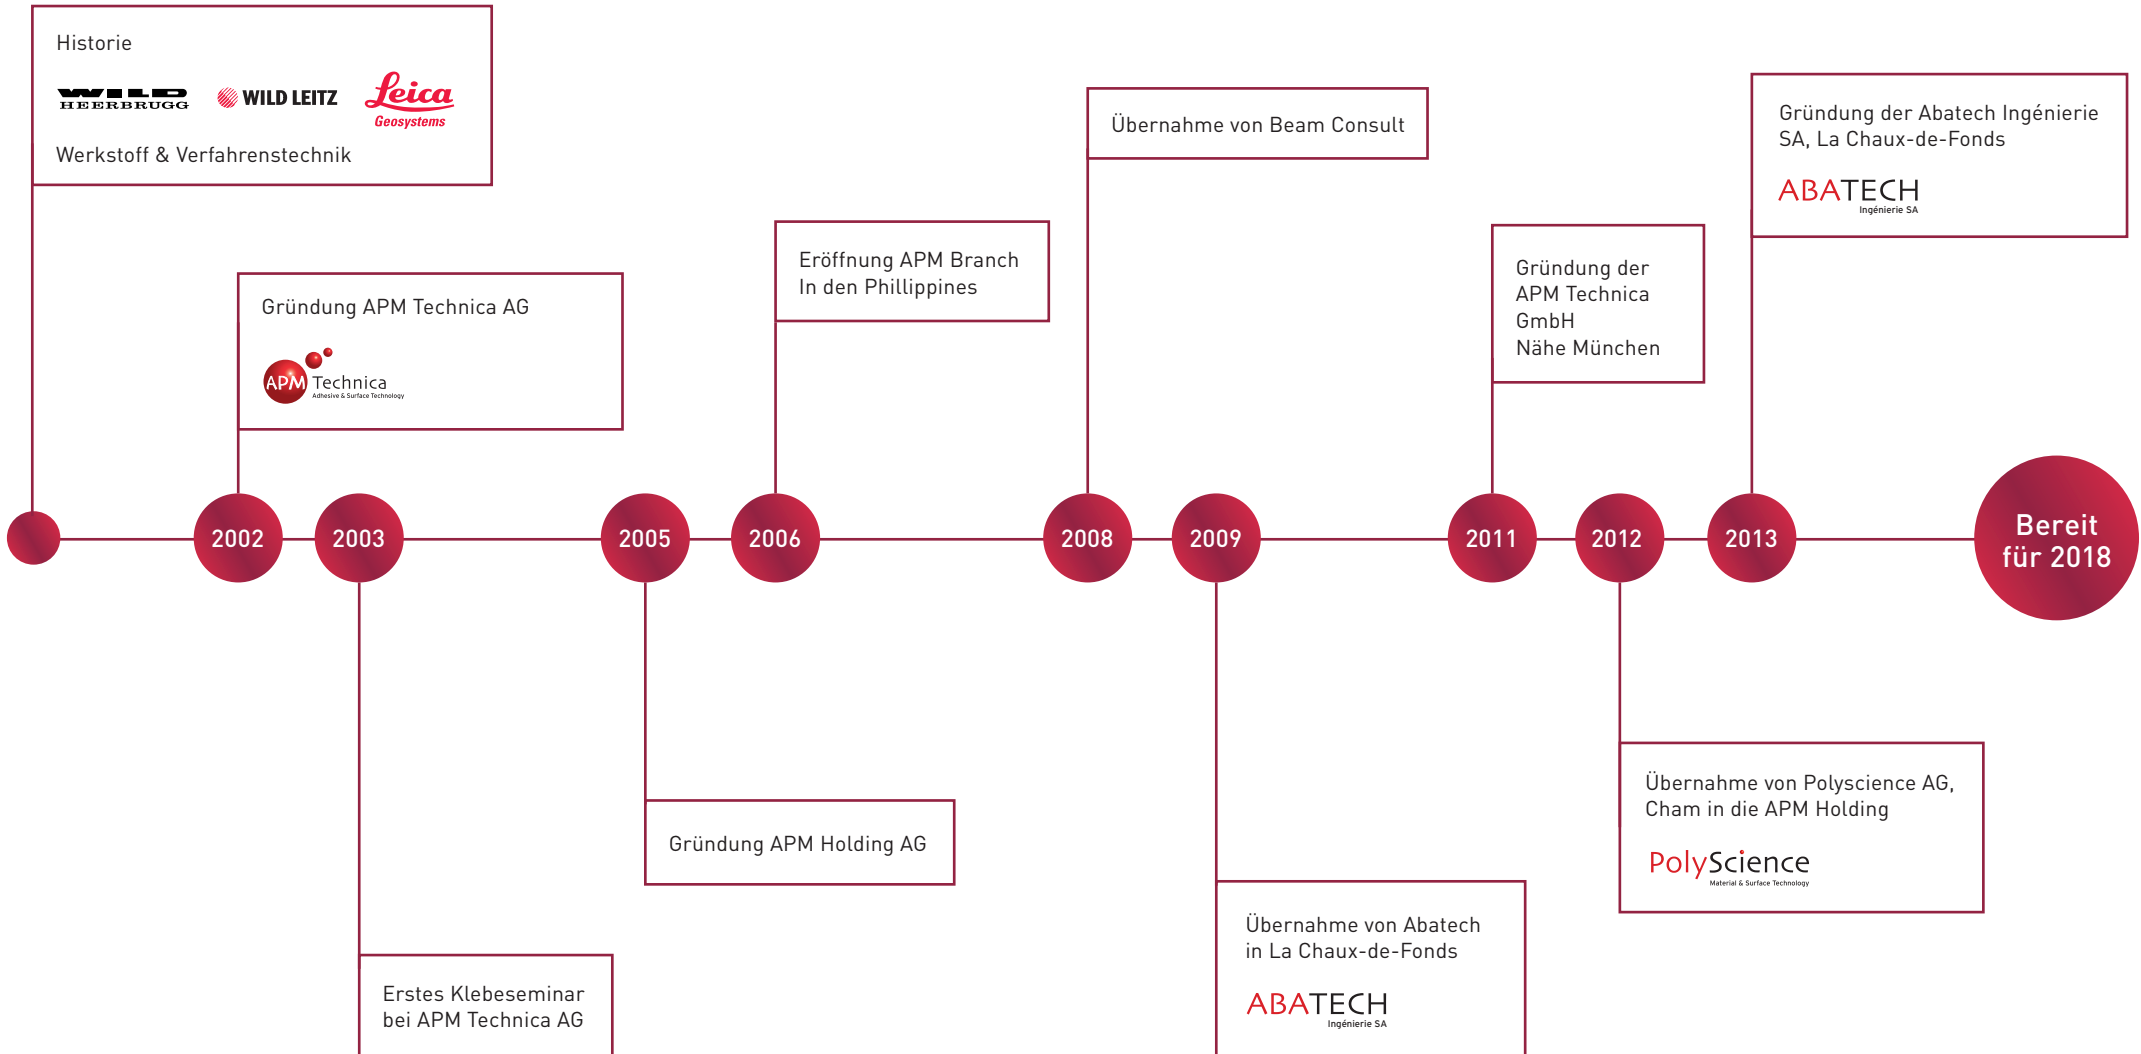 Historie
WILD
HEERBRUGG
WILD LEITZ
Leica
Geosystems
Werkstoff & Verfahrenstechnik
Gründung APM Technica AG
APM Technica
Adhesive & Surface Technology
Eröffnung APM Branch
In den Phillippines
Übernahme von Beam Consult
Gründung der
APM Technica
GmbH
Nähe München
Gründung der Abatech Ingénierie
SA, La Chaux-de-Fonds
ABATECH
Ingénierie SA
2002
2003
2005
2006
2008
2009
2011
2012
2013
Bereit
für 2018
Erstes Klebeseminar
bei APM Technica AG
Gründung APM Holding AG
Übernahme von Abatech
in La Chaux-de-Fonds
ABATECH
Ingénierie SA
Übernahme von Polyscience AG,
Cham in die APM Holding
PolyScience
Material & Surface Technology